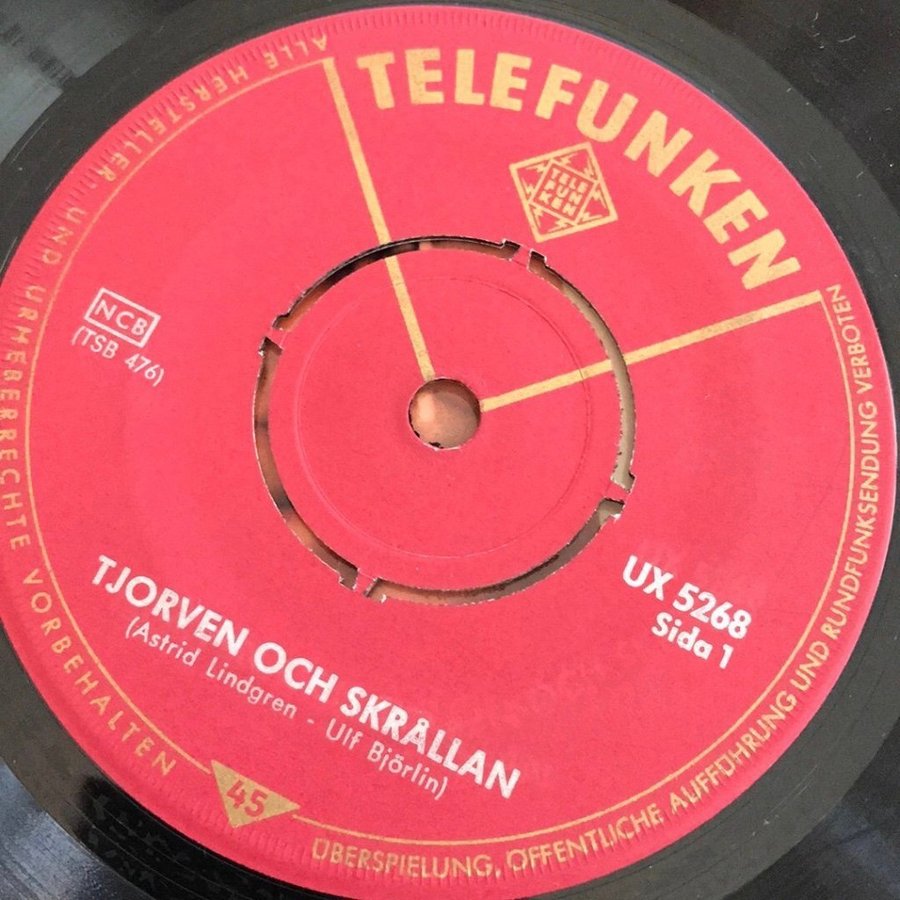 TELEFUNKEN
TELE
FUN
KEN
NCB
(TSB 476)
UX 5268
Sida 1
TJORVEN OCH SKRÅLLAN
(Astrid Lindgren - Ulf Björlin)
45
ALLE HERSTELLER- UND URHEBERRECHTE VORBEHALTEN
ÜBERSPIELUNG, ÖFFENTLICHE AUFFÜHRUNG UND RUNDFUNKSENDUNG VERBOTEN